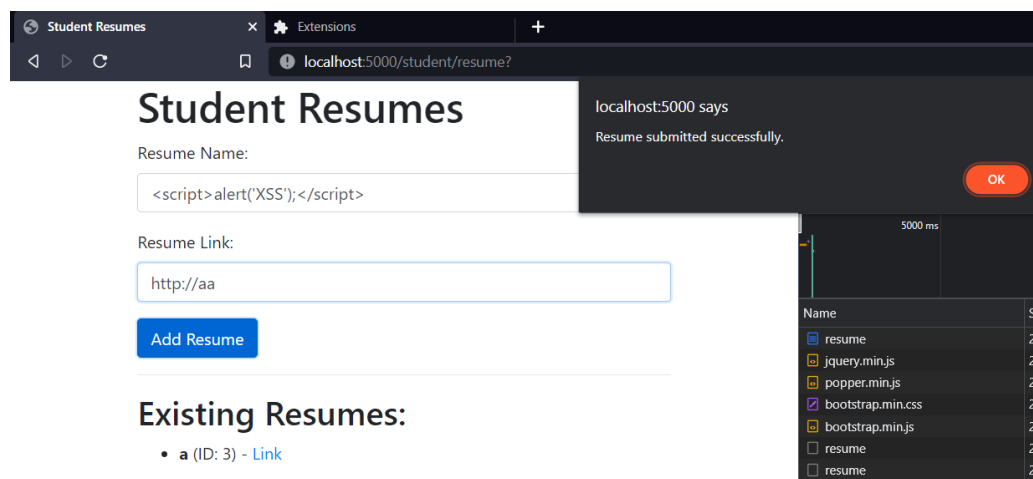 Student Resumes
Extensions
localhost:5000/student/resume?
Student Resumes
localhost:5000 says
Resume submitted successfully.
OK
Resume Name:
<script>alert('XSS');</script>
Resume Link:
http://aa
Add Resume
Existing Resumes:
a (ID: 3) - Link
5000 ms
Name
resume
jquery.min.js
popper.min.js
bootstrap.min.css
bootstrap.min.js
resume
resume